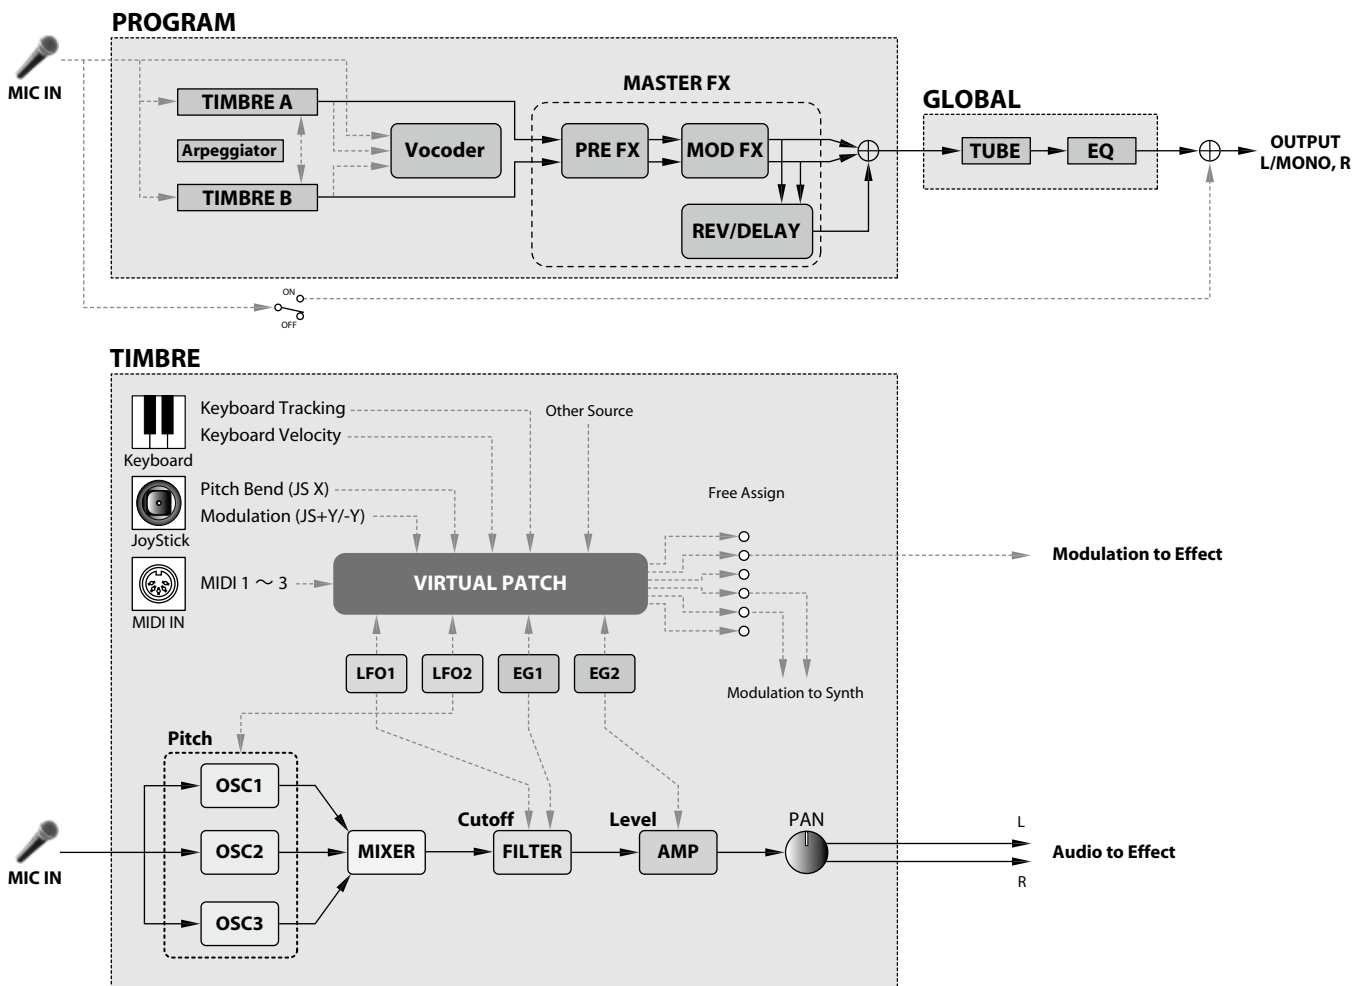 PROGRAM
MIC IN
TIMBRE A
Arpeggiator
TIMBRE B
Vocoder
MASTER FX
PRE FX
MOD FX
REV/DELAY
GLOBAL
TUBE
EQ
OUTPUT
L/MONO, R
ON
OFF
TIMBRE
Keyboard Tracking
Keyboard Velocity
Keyboard
Other Source
Pitch Bend (JS X)
Modulation (JS+Y/-Y)
JoyStick
Free Assign
MIDI 1 ～ 3
MIDI IN
VIRTUAL PATCH
Modulation to Effect
LFO1
LFO2
EG1
EG2
Modulation to Synth
Pitch
OSC1
OSC2
OSC3
MIC IN
MIXER
Cutoff
FILTER
Level
AMP
PAN
L
R
Audio to Effect